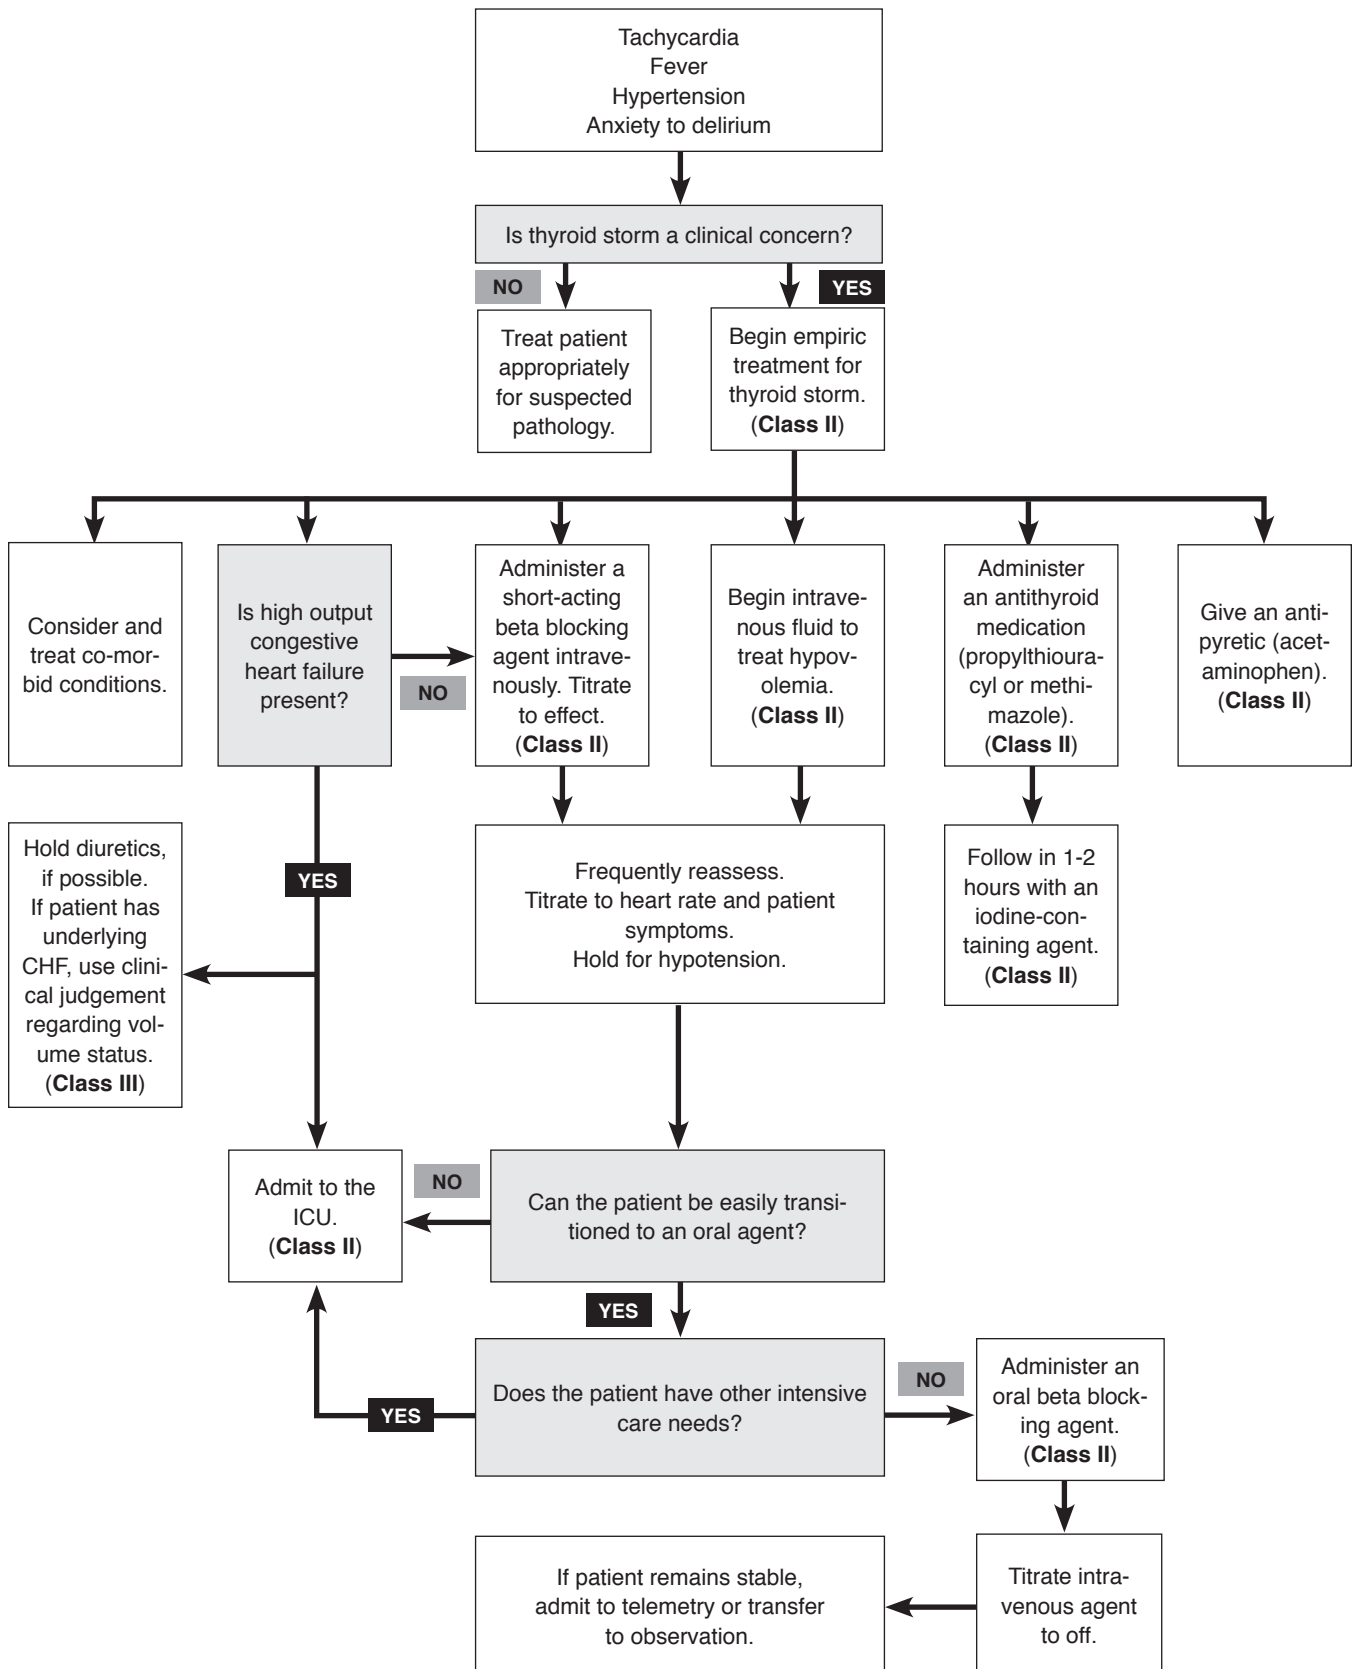 Tachycardia
Fever
Hypertension
Anxiety to delirium
Is thyroid storm a clinical concern?
NO
YES
Treat patient
appropriately
for suspected
pathology.
Begin empiric
treatment for
thyroid storm.
(Class II)
Consider and
treat co-mor-
bid conditions.
Is high output
congestive
heart failure
present?
NO
Administer a
short-acting
beta blocking
agent intrave-
nously. Titrate
to effect.
(Class II)
Begin intrave-
nous fluid to
treat hypov-
olemia.
(Class II)
Administer
an antithyroid
medication
(propylthioura-
cyl or methi-
mazole).
(Class II)
Give an anti-
pyretic (acet-
aminophen).
(Class II)
Hold diuretics,
if possible.
If patient has
underlying
CHF, use clini-
cal judgement
regarding vol-
ume status.
(Class III)
YES
Frequently reassess.
Titrate to heart rate and patient
symptoms.
Hold for hypotension.
Follow in 1-2
hours with an
iodine-con-
taining agent.
(Class II)
Admit to the
ICU.
(Class II)
NO
Can the patient be easily transi-
tioned to an oral agent?
YES
Does the patient have other intensive
care needs?
YES
NO
Administer an
oral beta block-
ing agent.
(Class II)
If patient remains stable,
admit to telemetry or transfer
to observation.
Titrate intra-
venous agent
to off.